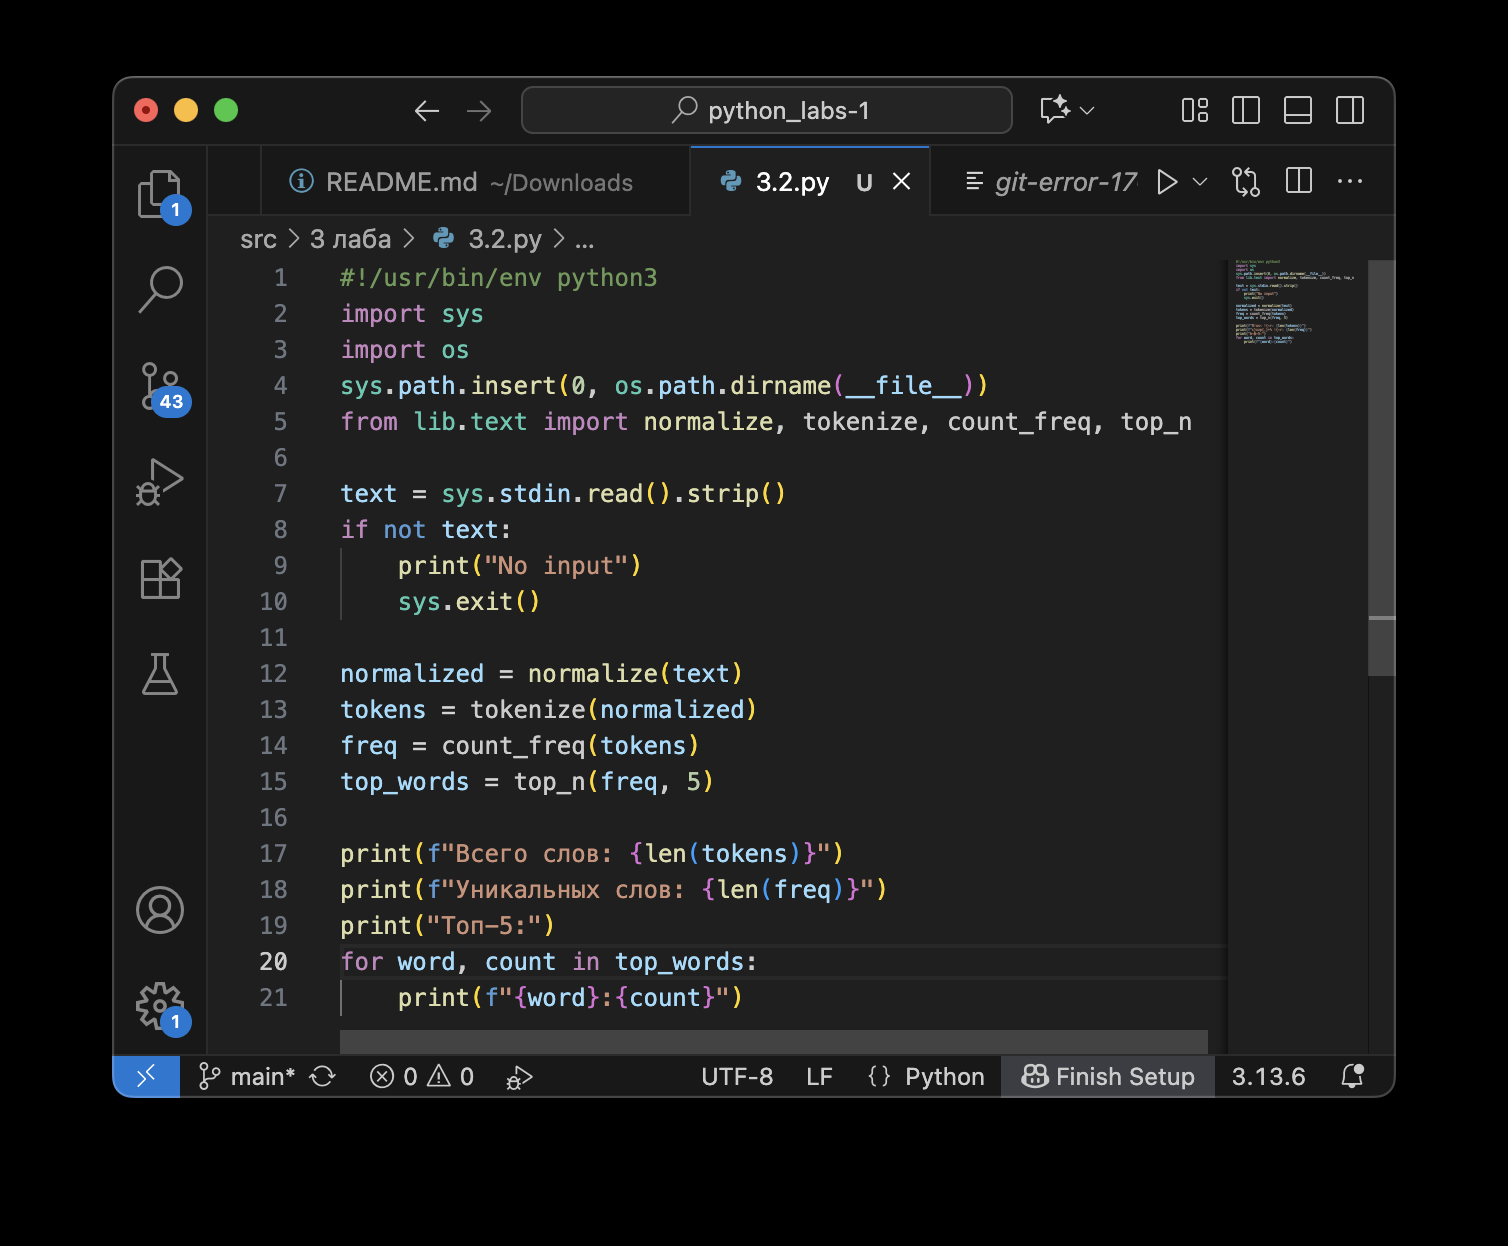 python_labs-1
README.md ~/Downloads
3.2.py U
git-error-17
src > 3 лаба > 3.2.py > ...
1 #!/usr/bin/env python3
2 import sys
3 import os
4 sys.path.insert(0, os.path.dirname(__file__))
5 from lib.text import normalize, tokenize, count_freq, top_n
6
7 text = sys.stdin.read().strip()
8 if not text:
9     print("No input")
10     sys.exit()
11
12 normalized = normalize(text)
13 tokens = tokenize(normalized)
14 freq = count_freq(tokens)
15 top_words = top_n(freq, 5)
16
17 print(f"Всего слов: {len(tokens)}")
18 print(f"Уникальных слов: {len(freq)}")
19 print("Топ-5:")
20 for word, count in top_words:
21     print(f"{word}:{count}")
1
43
1
main* 0 0 UTF-8 LF {} Python Finish Setup 3.13.6